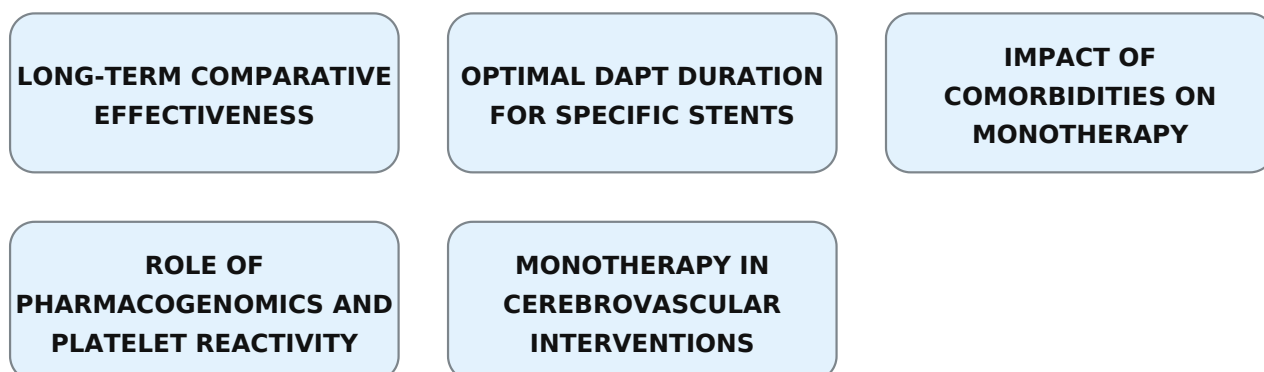 LONG-TERM COMPARATIVE
EFFECTIVENESS
OPTIMAL DAPT DURATION
FOR SPECIFIC STENTS
IMPACT OF
COMORBIDITIES ON
MONOTHERAPY
ROLE OF
PHARMACOGENOMICS AND
PLATELET REACTIVITY
MONOTHERAPY IN
CEREBROVASCULAR
INTERVENTIONS